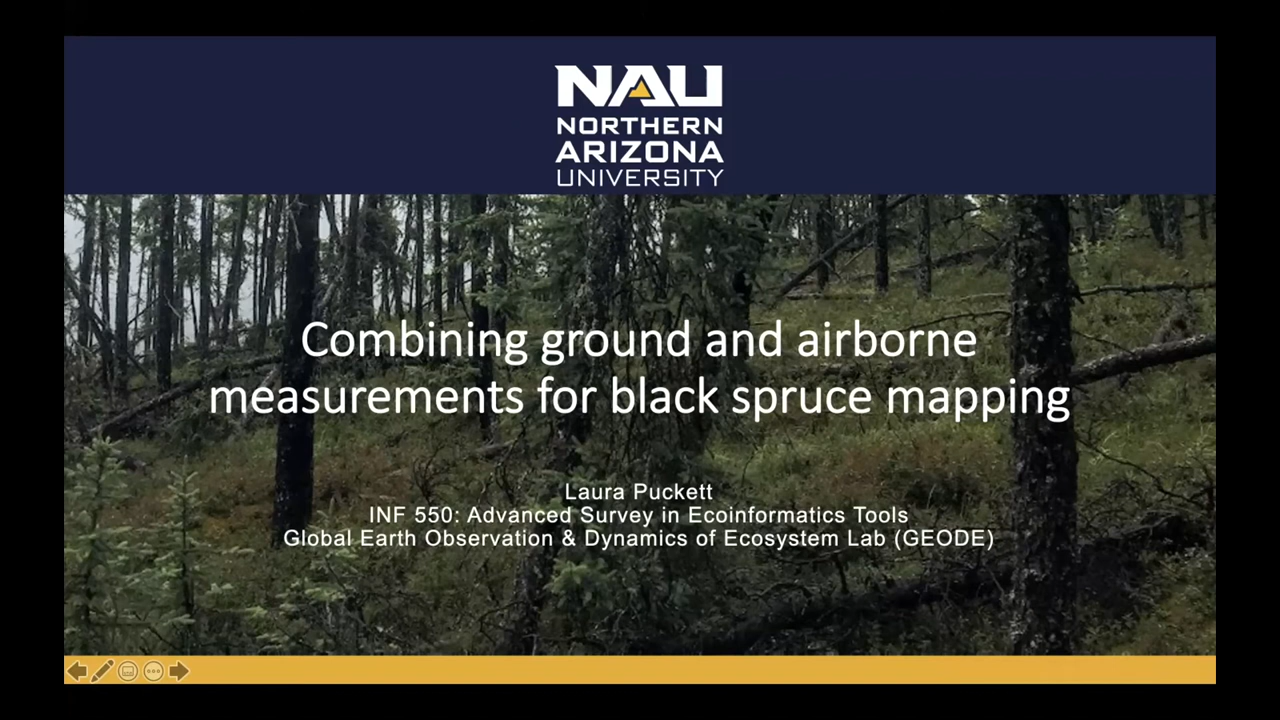 NAU
NORTHERN
ARIZONA
UNIVERSITY
Combining ground and airborne
measurements for black spruce mapping
Laura Puckett
INF 550: Advanced Survey in Ecoinformatics Tools
Global Earth Observation & Dynamics of Ecosystem Lab (GEODE)